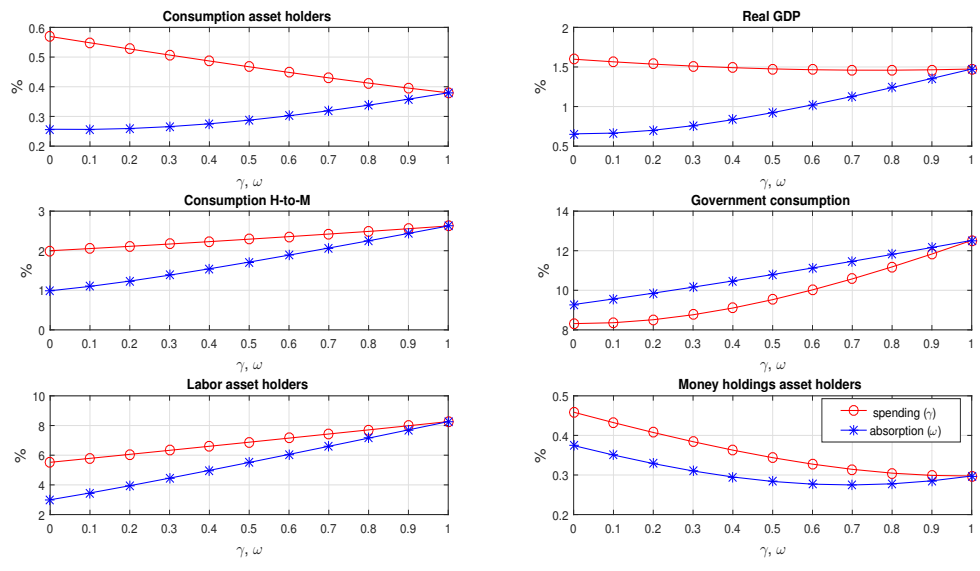 Consumption asset holders
0.6
0.5
0.4
0.3
0.2
%
0 0.1 0.2 0.3 0.4 0.5 0.6 0.7 0.8 0.9 1
γ, ω
Real GDP
2
1.5
1
0.5
%
0 0.1 0.2 0.3 0.4 0.5 0.6 0.7 0.8 0.9 1
γ, ω
Consumption H-to-M
3
2
1
0
%
0 0.1 0.2 0.3 0.4 0.5 0.6 0.7 0.8 0.9 1
γ, ω
Government consumption
14
12
10
8
%
0 0.1 0.2 0.3 0.4 0.5 0.6 0.7 0.8 0.9 1
γ, ω
Labor asset holders
10
8
6
4
2
%
0 0.1 0.2 0.3 0.4 0.5 0.6 0.7 0.8 0.9 1
γ, ω
Money holdings asset holders
0.5
0.4
0.3
0.2
%
spending (γ)
absorption (ω)
0 0.1 0.2 0.3 0.4 0.5 0.6 0.7 0.8 0.9 1
γ, ω